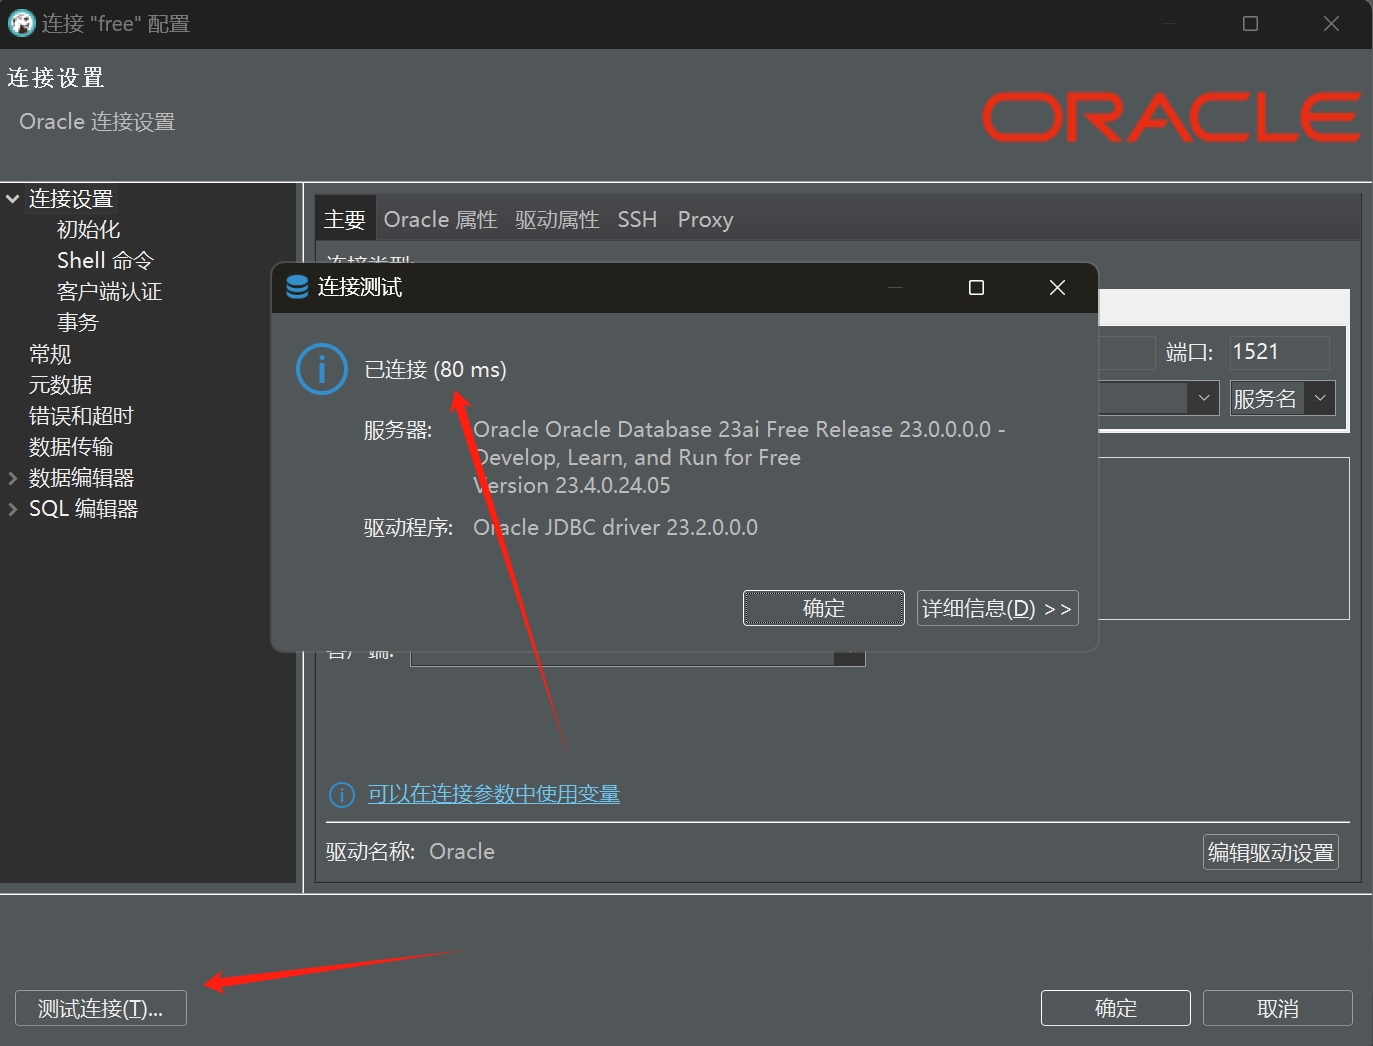 连接 "free" 配置
连接设置
Oracle 连接设置
ORACLE
连接设置
初始化
Shell 命令
客户端认证
事务
常规
元数据
错误和超时
数据传输
数据编辑器
SQL 编辑器
主要 Oracle 属性 驱动属性 SSH Proxy
连接类型:
端口: 1521
服务名
连接测试
已连接 (80 ms)
服务器: Oracle Oracle Database 23ai Free Release 23.0.0.0.0 -
Develop, Learn, and Run for Free
Version 23.4.0.24.05
驱动程序: Oracle JDBC driver 23.2.0.0.0
确定 详细信息(D) >>
客户端:
可以在连接参数中使用变量
驱动名称: Oracle
编辑驱动设置
测试连接(T)...
确定 取消